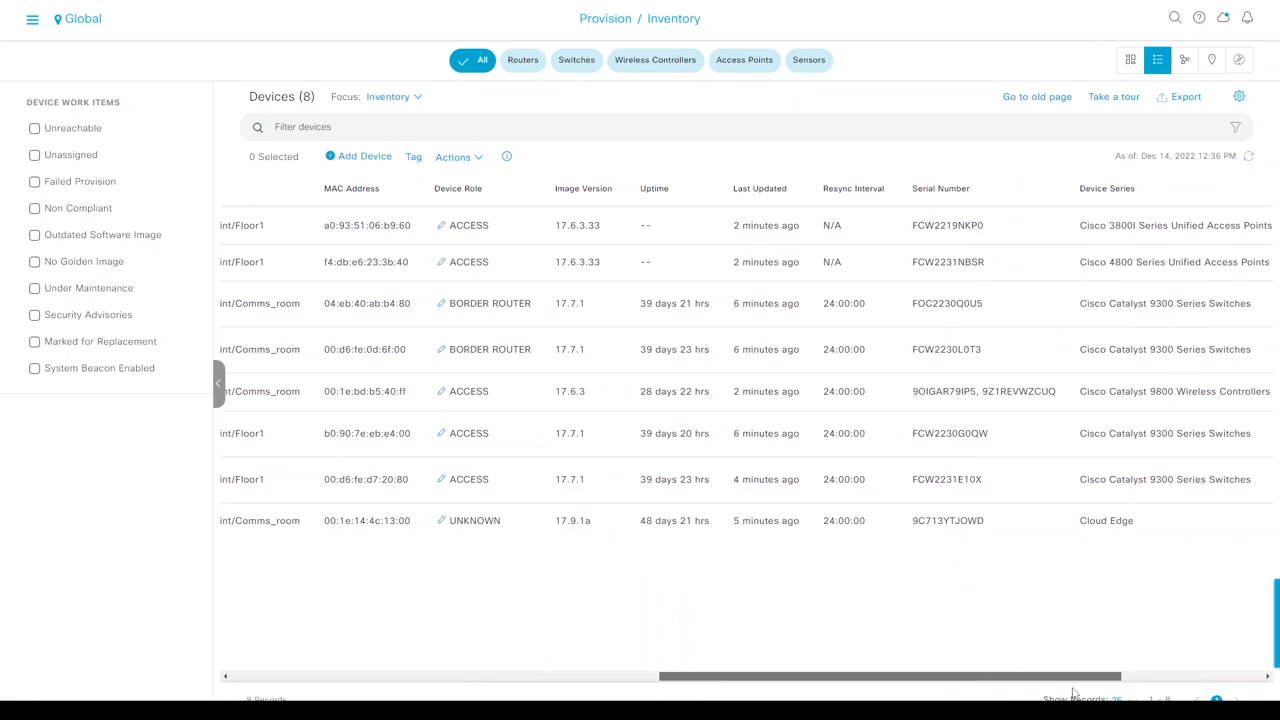 Global
Provision / Inventory
All
Routers
Switches
Wireless Controllers
Access Points
Sensors
DEVICE WORK ITEMS
Unreachable
Unassigned
Failed Provision
Non Compliant
Outdated Software Image
No Golden Image
Under Maintenance
Security Advisories
Marked for Replacement
System Beacon Enabled
Devices (8) Focus: Inventory
Go to old page Take a tour Export
Filter devices
0 Selected Add Device Tag Actions
As of: Dec 14, 2022 12:36 PM
MAC Address Device Role Image Version Uptime Last Updated Resync Interval Serial Number Device Series
int/Floor1 a0:93:51:06:b9:60 ACCESS 17.6.3.33 -- 2 minutes ago N/A FCW2219NKP0 Cisco 3800I Series Unified Access Points
int/Floor1 f4:db:e6:23:3b:40 ACCESS 17.6.3.33 -- 2 minutes ago N/A FCW2231NBSR Cisco 4800 Series Unified Access Points
int/Comms_room 04:eb:40:ab:b4:80 BORDER ROUTER 17.7.1 39 days 21 hrs 6 minutes ago 24:00:00 FOC2230Q0U5 Cisco Catalyst 9300 Series Switches
int/Comms_room 00:d6:fe:0d:6f:00 BORDER ROUTER 17.7.1 39 days 23 hrs 6 minutes ago 24:00:00 FCW2230L0T3 Cisco Catalyst 9300 Series Switches
nt/Comms_room 00:1e:bd:b5:40:ff ACCESS 17.6.3 28 days 22 hrs 2 minutes ago 24:00:00 9OIGAR79IP5, 9Z1REVWZCUQ Cisco Catalyst 9800 Wireless Controllers
int/Floor1 b0:90:7e:eb:e4:00 ACCESS 17.7.1 39 days 20 hrs 6 minutes ago 24:00:00 FCW2230G0QW Cisco Catalyst 9300 Series Switches
int/Floor1 00:d6:fe:d7:20:80 ACCESS 17.7.1 39 days 23 hrs 4 minutes ago 24:00:00 FCW2231E10X Cisco Catalyst 9300 Series Switches
int/Comms_room 00:1e:14:4c:13:00 UNKNOWN 17.9.1a 48 days 21 hrs 5 minutes ago 24:00:00 9C713YTJOWD Cloud Edge
8 Records
Show Records: 25 1 - 8 1